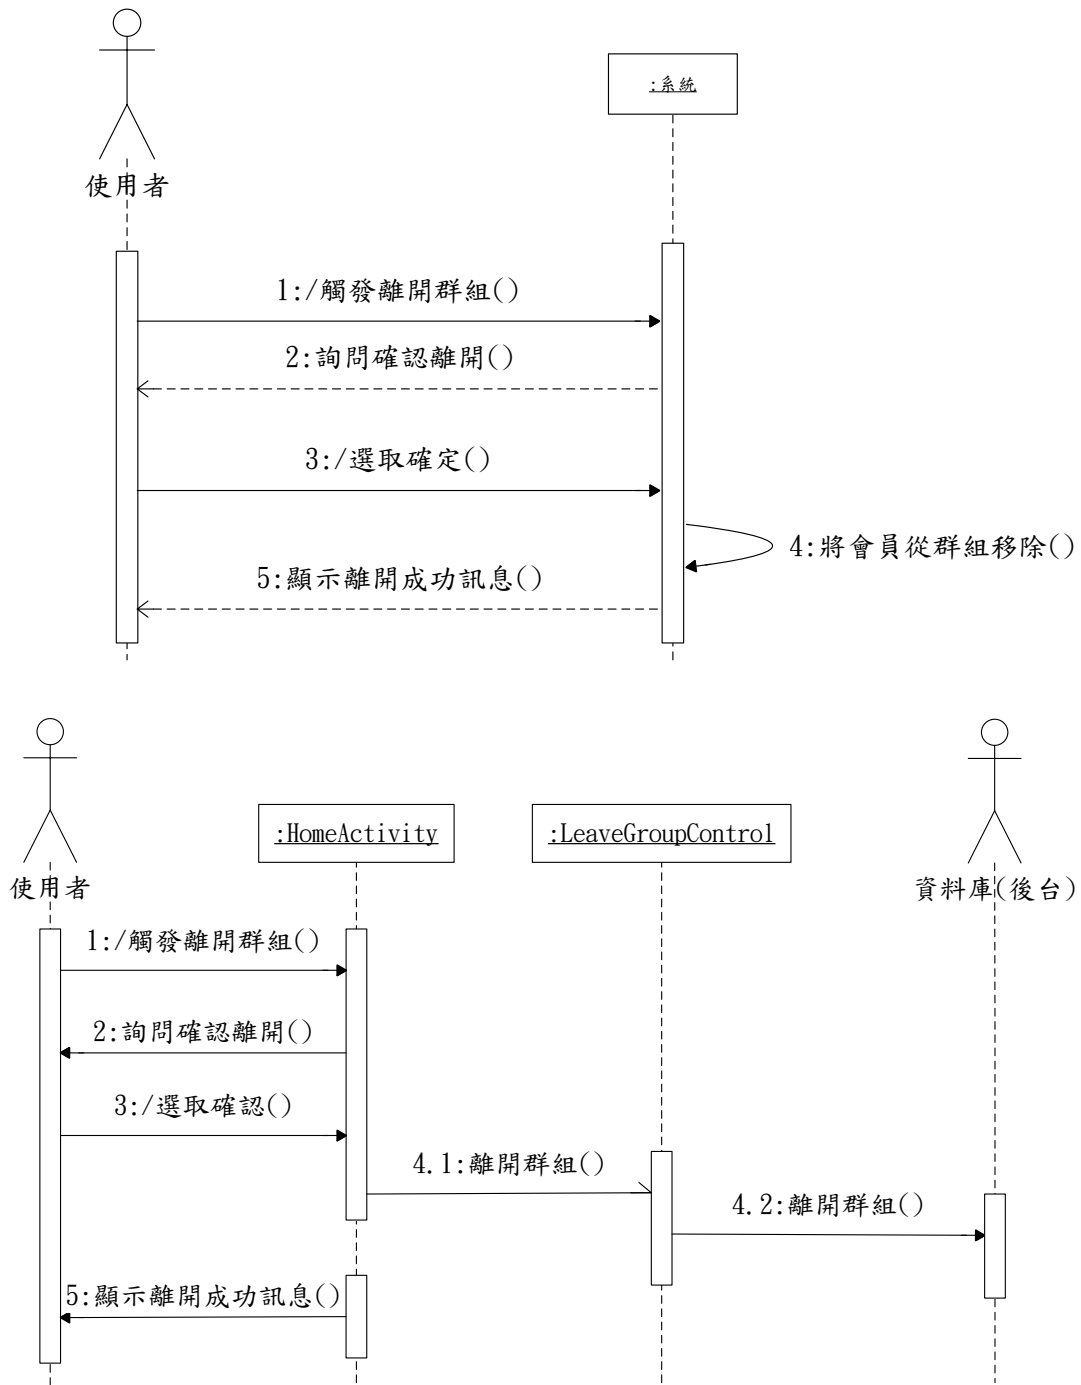 :系統
使用者
1:/觸發離開群組()
2:詢問確認離開()
3:/選取確定()
4:將會員從群組移除()
5:顯示離開成功訊息()
:HomeActivity
:LeaveGroupControl
使用者
資料庫(後台)
1:/觸發離開群組()
2:詢問確認離開()
3:/選取確認()
4.1:離開群組()
4.2:離開群組()
5:顯示離開成功訊息()